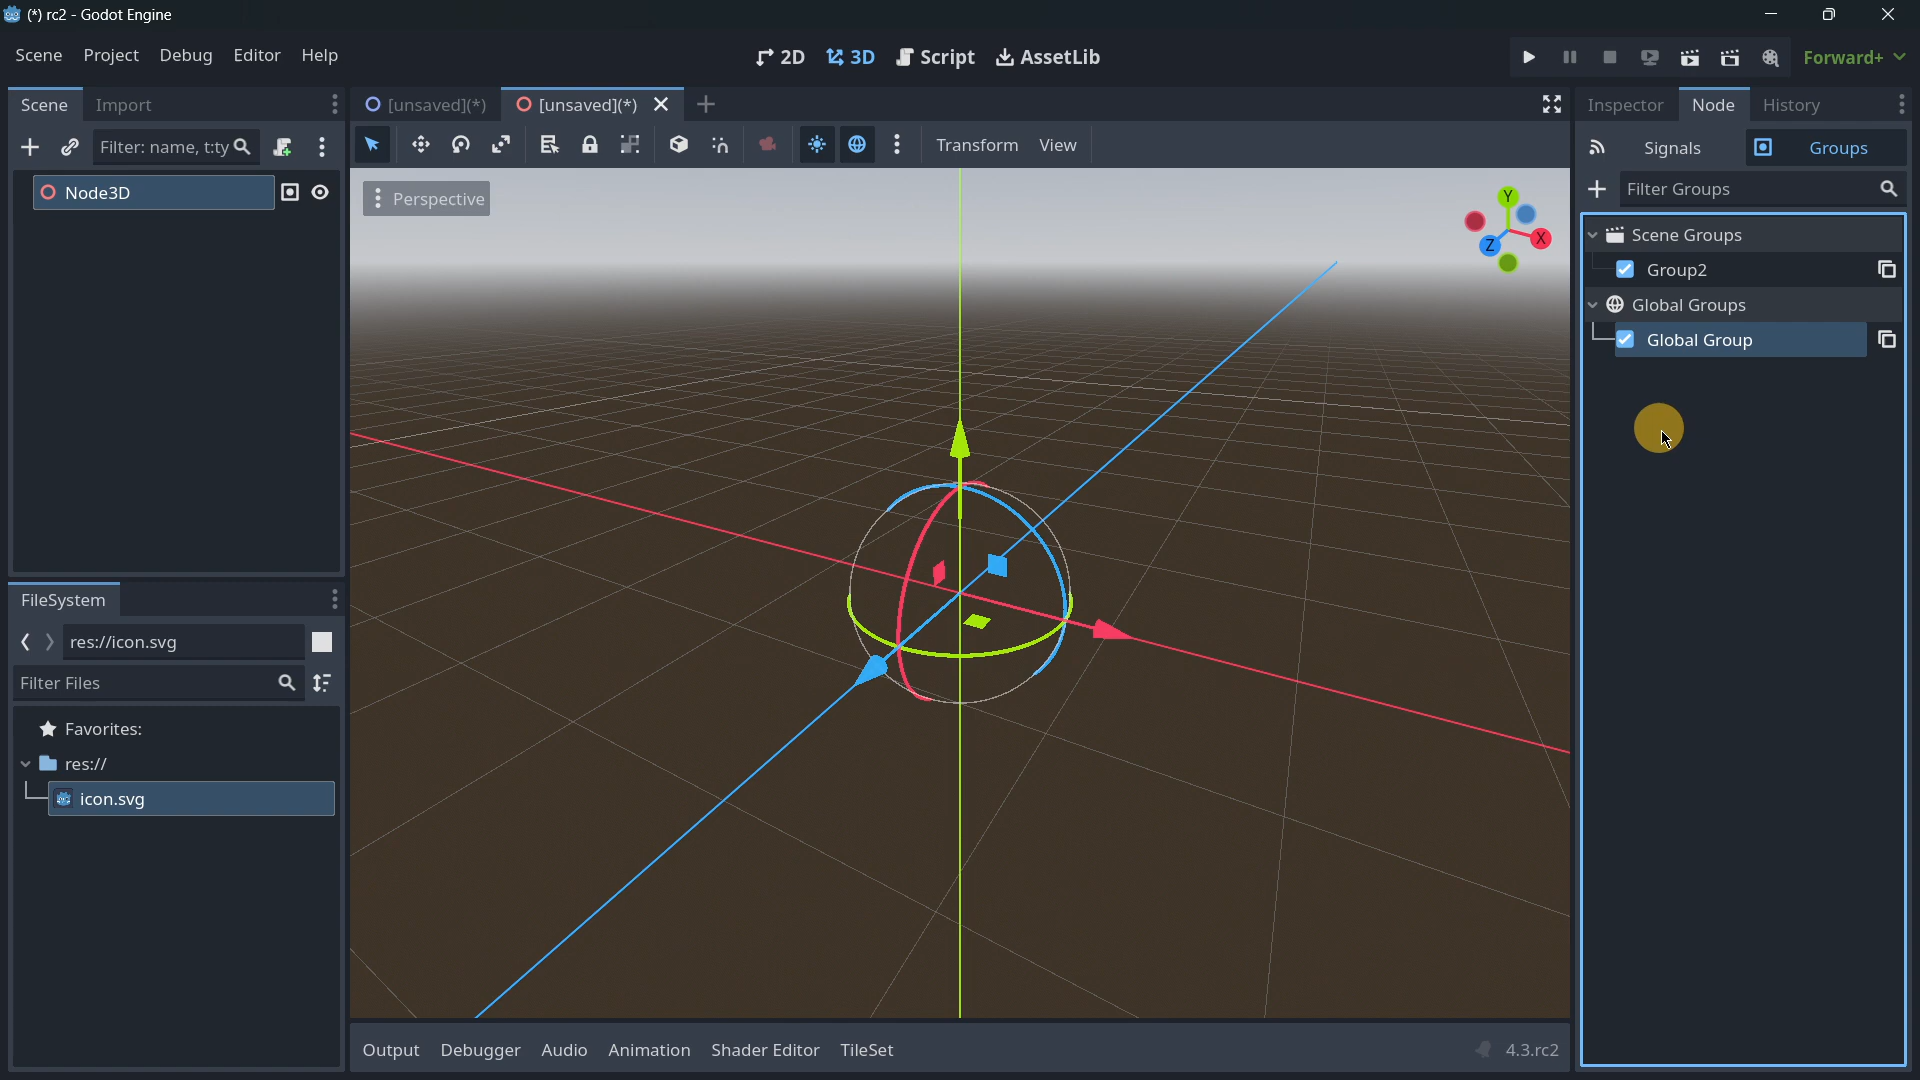 (*) rc2 - Godot Engine
Scene Project Debug Editor Help
2D 3D Script AssetLib
Forward+
Scene Import
[unsaved](*) [unsaved](*)
Inspector Node History
Filter: name, t:ty
Transform View
Signals Groups
Node3D
Perspective
Filter Groups
Y
X
Z
Scene Groups
Group2
Global Groups
Global Group
FileSystem
res://icon.svg
Filter Files
Favorites:
res://
icon.svg
Output Debugger Audio Animation Shader Editor TileSet
4.3.rc2